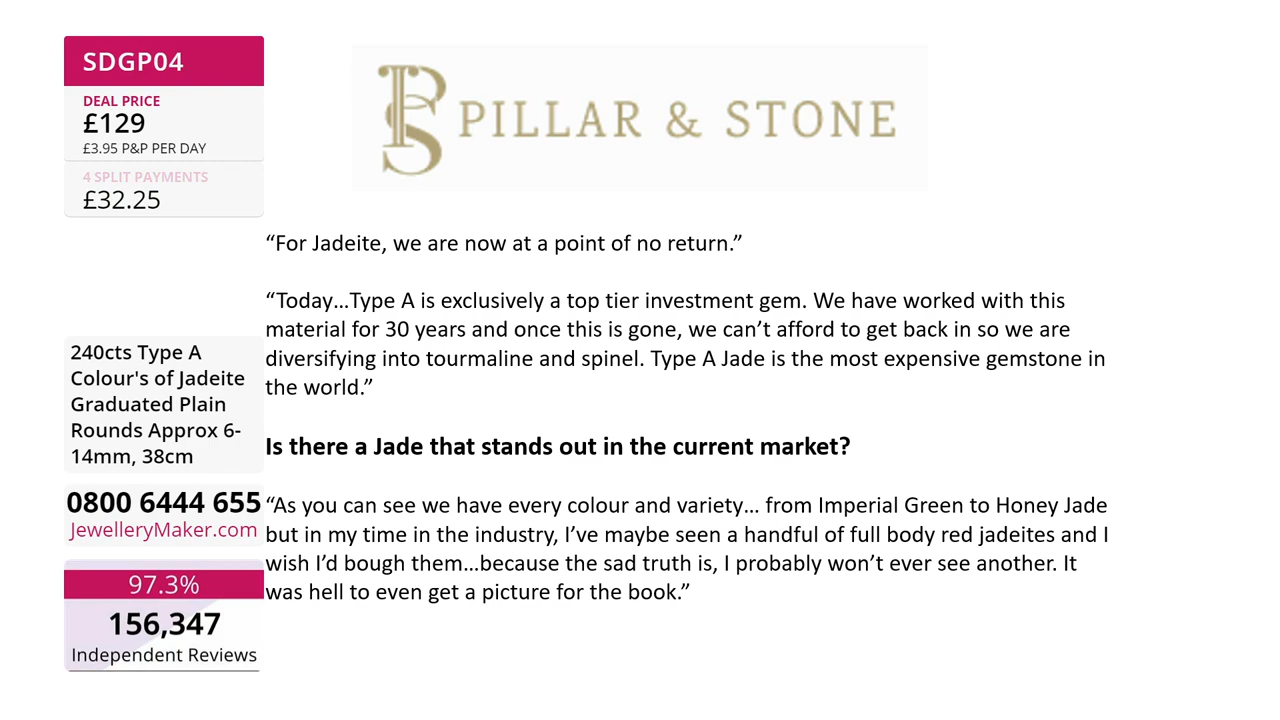 SDGP04
DEAL PRICE
£129
£3.95 P&P PER DAY
4 SPLIT PAYMENTS
£32.25
240cts Type A
Colour's of Jadeite
Graduated Plain
Rounds Approx 6-
14mm, 38cm
0800 6444 655
JewelleryMaker.com
97.3%
156,347
Independent Reviews
PS PILLAR & STONE
“For Jadeite, we are now at a point of no return.”
“Today…Type A is exclusively a top tier investment gem. We have worked with this
material for 30 years and once this is gone, we can’t afford to get back in so we are
diversifying into tourmaline and spinel. Type A Jade is the most expensive gemstone in
the world.”
Is there a Jade that stands out in the current market?
“As you can see we have every colour and variety… from Imperial Green to Honey Jade
but in my time in the industry, I’ve maybe seen a handful of full body red jadeites and I
wish I’d bough them…because the sad truth is, I probably won’t ever see another. It
was hell to even get a picture for the book.”